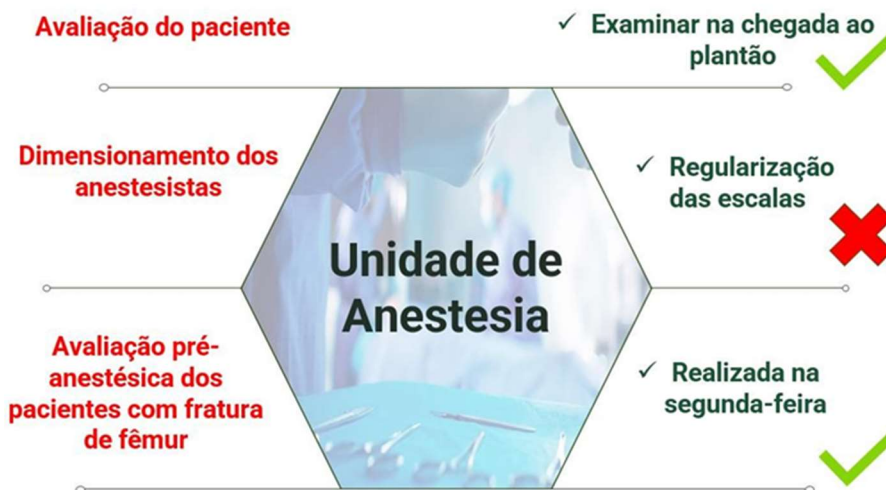 Avaliação do paciente
✓ Examinar na chegada ao
plantão
Dimensionamento dos
anestesistas
✓ Regularização
das escalas
Unidade de
Anestesia
Avaliação pré-
anestésica dos
pacientes com fratura
de fêmur
✓ Realizada na
segunda-feira